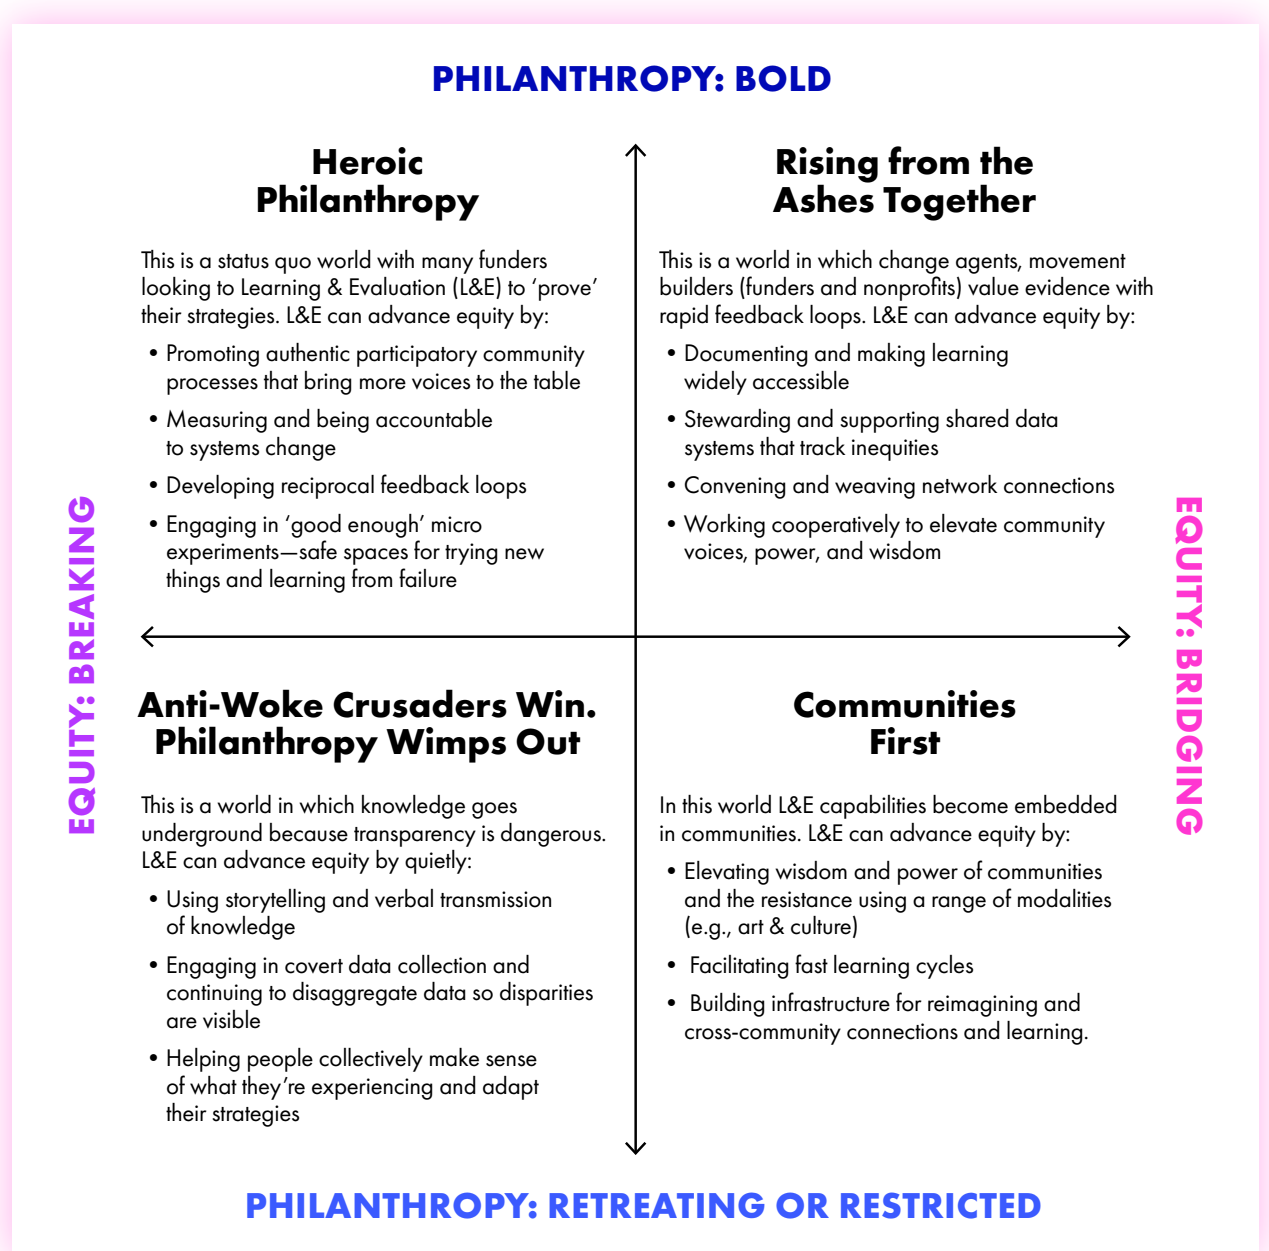 PHILANTHROPY: BOLD
Heroic
Philanthropy
This is a status quo world with many funders
looking to Learning & Evaluation (L&E) to ‘prove’
their strategies. L&E can advance equity by:
• Promoting authentic participatory community
processes that bring more voices to the table
• Measuring and being accountable
to systems change
• Developing reciprocal feedback loops
• Engaging in ‘good enough’ micro
experiments—safe spaces for trying new
things and learning from failure
Rising from the
Ashes Together
This is a world in which change agents, movement
builders (funders and nonprofits) value evidence with
rapid feedback loops. L&E can advance equity by:
• Documenting and making learning
widely accessible
• Stewarding and supporting shared data
systems that track inequities
• Convening and weaving network connections
• Working cooperatively to elevate community
voices, power, and wisdom
EQUITY: BREAKING
EQUITY: BRIDGING
Anti-Woke Crusaders Win.
Philanthropy Wimps Out
This is a world in which knowledge goes
underground because transparency is dangerous.
L&E can advance equity by quietly:
• Using storytelling and verbal transmission
of knowledge
• Engaging in covert data collection and
continuing to disaggregate data so disparities
are visible
• Helping people collectively make sense
of what they’re experiencing and adapt
their strategies
Communities
First
In this world L&E capabilities become embedded
in communities. L&E can advance equity by:
• Elevating wisdom and power of communities
and the resistance using a range of modalities
(e.g., art & culture)
• Facilitating fast learning cycles
• Building infrastructure for reimagining and
cross-community connections and learning.
PHILANTHROPY: RETREATING OR RESTRICTED